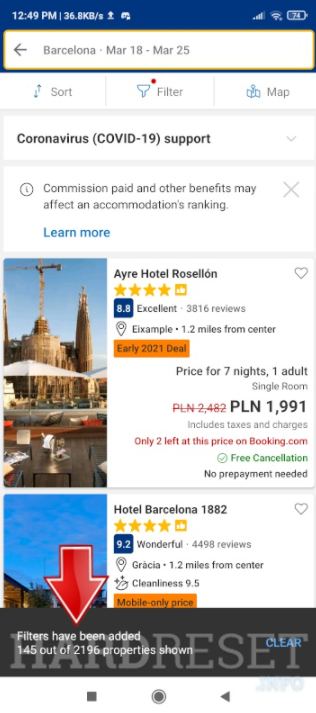 12:49 PM | 36.8KB/s
74
Barcelona · Mar 18 - Mar 25
Sort
Filter
Map
Coronavirus (COVID-19) support
Commission paid and other benefits may
affect an accommodation's ranking.
Learn more
Ayre Hotel Rosellón
8.8 Excellent · 3816 reviews
Eixample • 1.2 miles from center
Early 2021 Deal
Price for 7 nights, 1 adult
Single Room
PLN 2,482 PLN 1,991
Includes taxes and charges
Only 2 left at this price on Booking.com
Free Cancellation
No prepayment needed
Hotel Barcelona 1882
9.2 Wonderful · 4498 reviews
Gràcia • 1.2 miles from center
Cleanliness 9.5
Mobile-only price
Filters have been added
145 out of 2196 properties shown
CLEAR
HARDRESET
.INFO